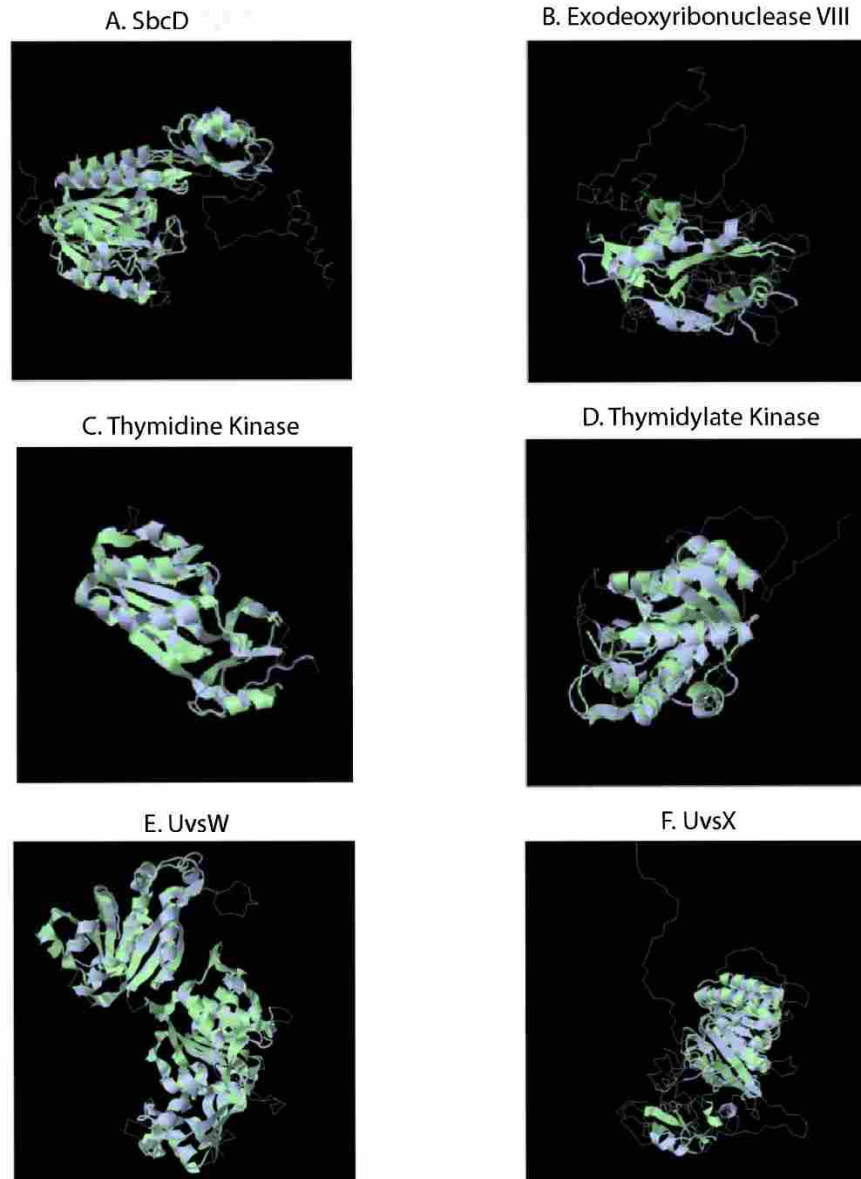 A. SbcD
B. Exodeoxyribonuclease VIII
C. Thymidine Kinase
D. Thymidylate Kinase
E. UvsW
F. UvsX